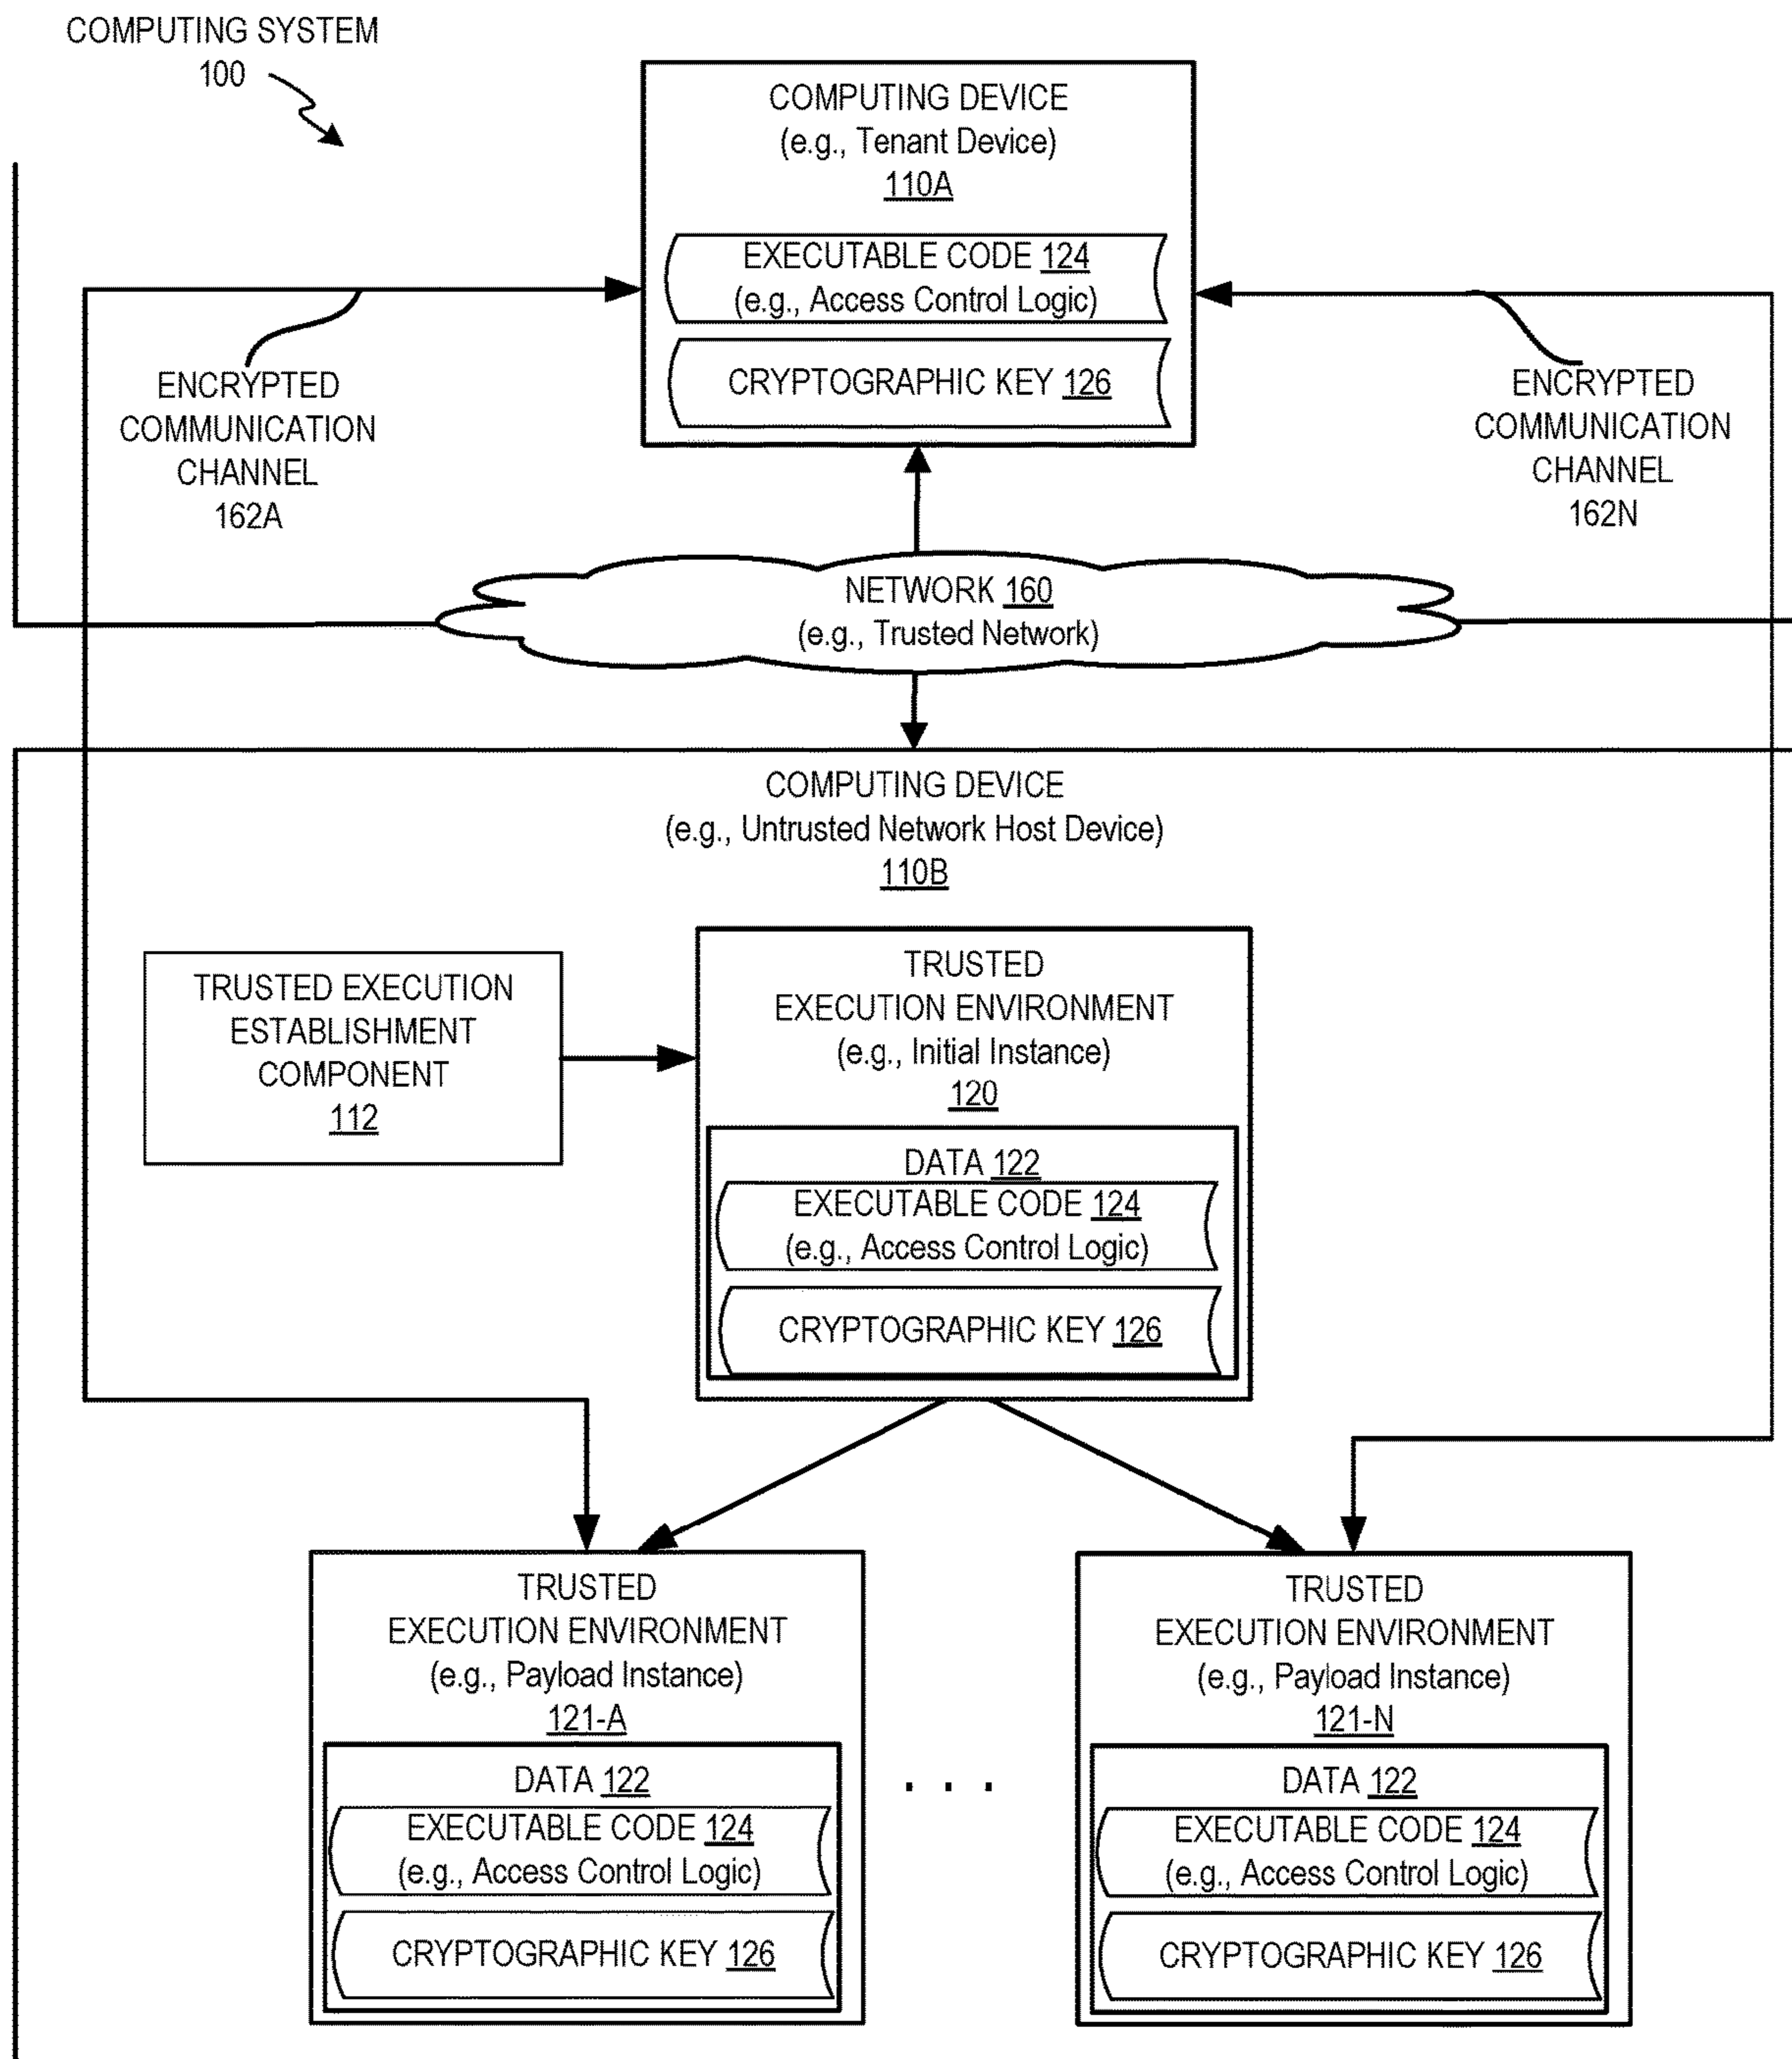 COMPUTING SYSTEM
100
COMPUTING DEVICE
(e.g., Tenant Device)
110A
EXECUTABLE CODE 124
(e.g., Access Control Logic)
CRYPTOGRAPHIC KEY 126
ENCRYPTED
COMMUNICATION
CHANNEL
162A
ENCRYPTED
COMMUNICATION
CHANNEL
162N
NETWORK 160
(e.g., Trusted Network)
COMPUTING DEVICE
(e.g., Untrusted Network Host Device)
110B
TRUSTED EXECUTION
ESTABLISHMENT
COMPONENT
112
TRUSTED
EXECUTION ENVIRONMENT
(e.g., Initial Instance)
120
DATA 122
EXECUTABLE CODE 124
(e.g., Access Control Logic)
CRYPTOGRAPHIC KEY 126
TRUSTED
EXECUTION ENVIRONMENT
(e.g., Payload Instance)
121-A
DATA 122
EXECUTABLE CODE 124
(e.g., Access Control Logic)
CRYPTOGRAPHIC KEY 126
. . .
TRUSTED
EXECUTION ENVIRONMENT
(e.g., Payload Instance)
121-N
DATA 122
EXECUTABLE CODE 124
(e.g., Access Control Logic)
CRYPTOGRAPHIC KEY 126